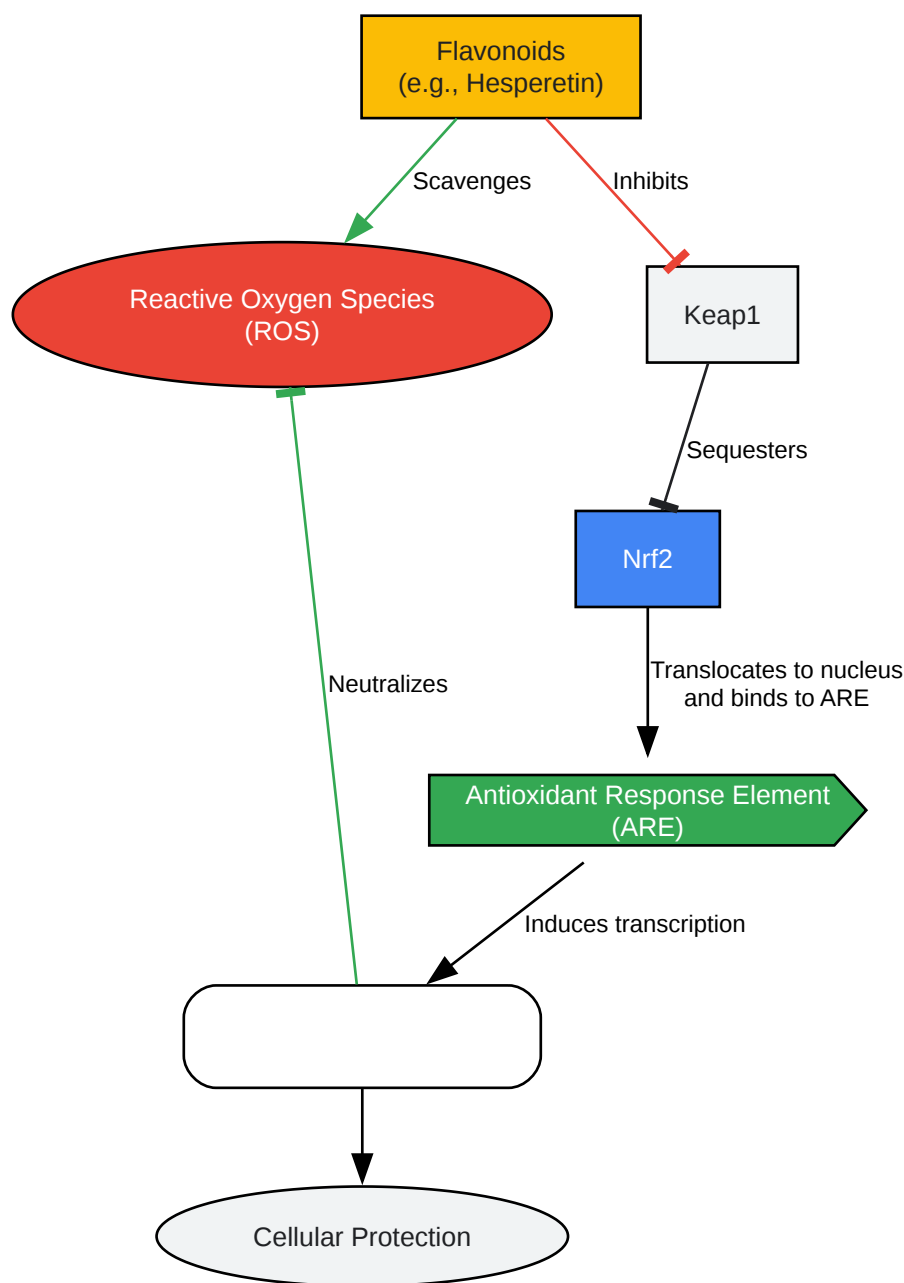 Flavonoids
(e.g., Hesperetin)
Scavenges
Inhibits
Reactive Oxygen Species
(ROS)
Keap1
Sequesters
Nrf2
Translocates to nucleus
and binds to ARE
Neutralizes
Antioxidant Response Element
(ARE)
Induces transcription
Cellular Protection